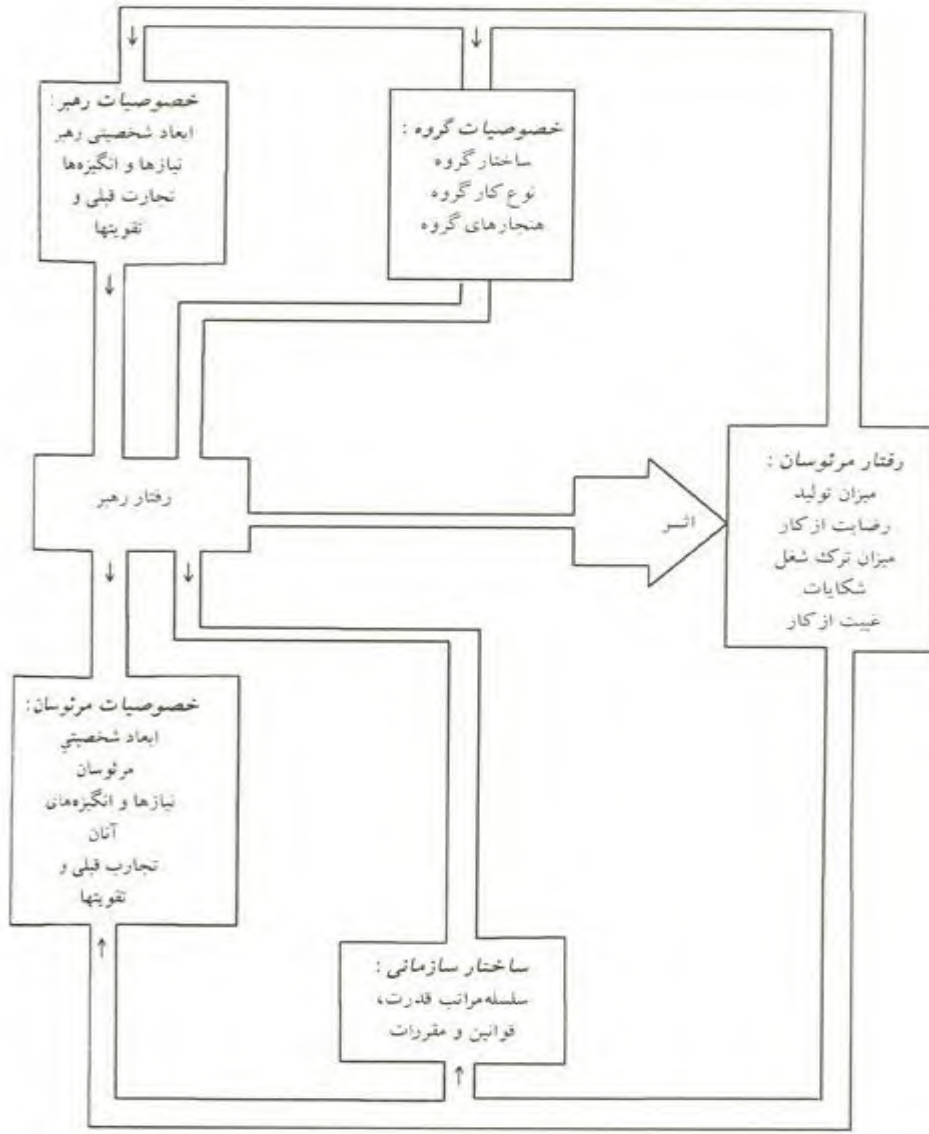 خصوصیات رهبر:
ابعاد شخصیتی رهبر
نیازها و انگیزه‌ها
تجارت قبلی و
تقویتها
خصوصیات گروه:
ساختار گروه
نوع کار گروه
هنجارهای گروه
رفتار مرئوسان:
میزان تولید
رضایت از کار
میزان ترک شغل
شکایات
غیبت از کار
اثــر
رفتار رهبر
خصوصیات مرئوسان:
ابعاد شخصیتی
مرئوسان
نیازها و انگیزه‌های
آنان
تجارب قبلی و
تقویتها
ساختار سازمانی:
سلسله‌مراتب قدرت،
قوانین و مقررات